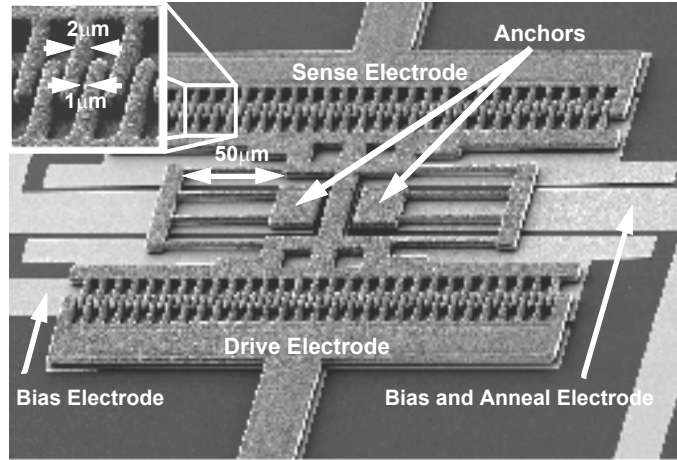 2μm
1μm
Anchors
Sense Electrode
50μm
Drive Electrode
Bias Electrode
Bias and Anneal Electrode